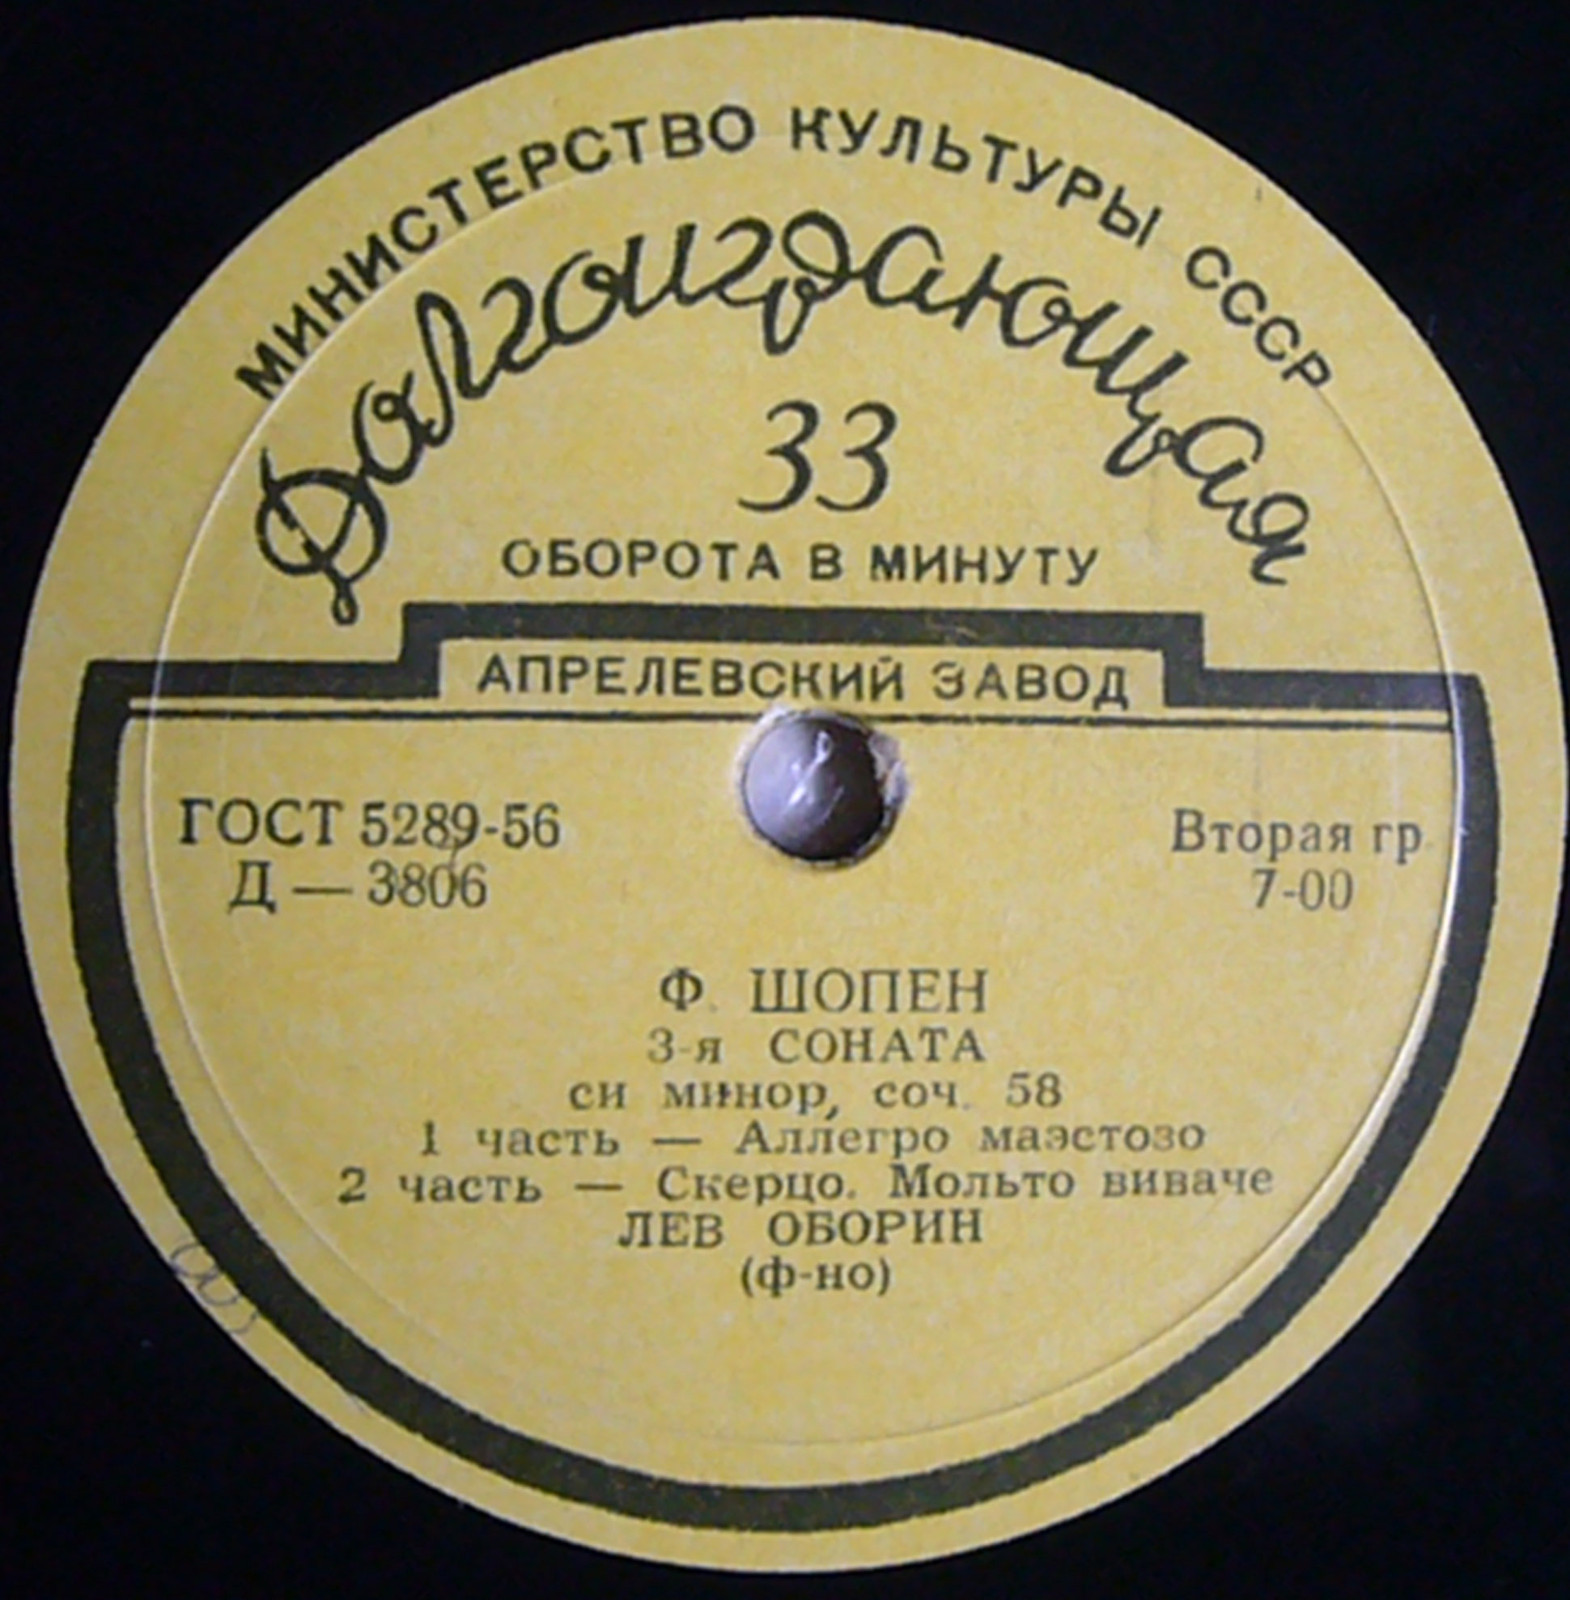 МИНИСТЕРСТВО КУЛЬТУРЫ СССР
Долгоиграющая
33
ОБОРОТА В МИНУТУ
АПРЕЛЕВСКИЙ ЗАВОД
ГОСТ 5289-56
Д — 3806
Вторая гр
7-00
Ф. ШОПЕН
3-я СОНАТА
си минор, соч. 58
1 часть — Аллегро маэстозо
2 часть — Скерцо. Мольто виваче
ЛЕВ ОБОРИН
(ф-но)